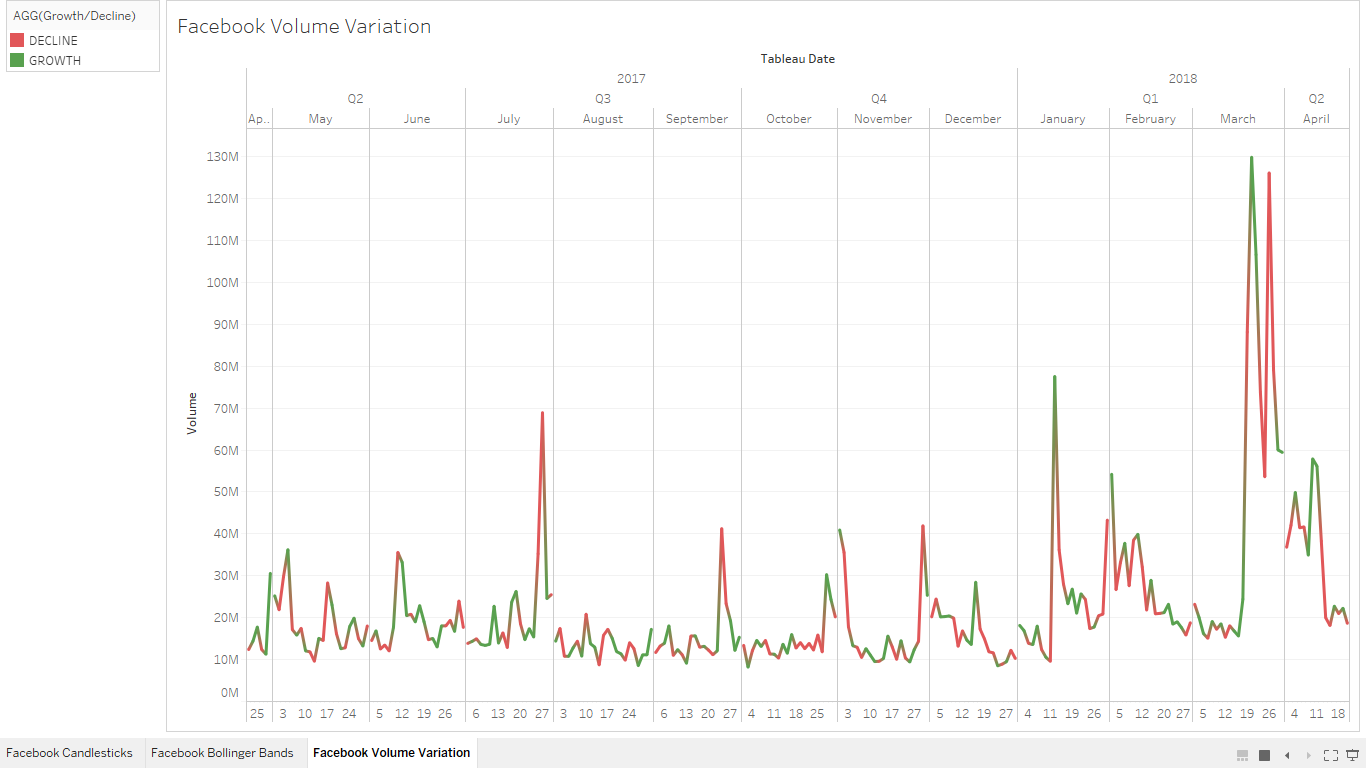 AGG(Growth/Decline)
DECLINE
GROWTH
Facebook Volume Variation
Tableau Date
2017 2018
Q2 Q3 Q4 Q1 Q2
Ap.. May June July August September October November December January February March April
130M
120M
110M
100M
90M
80M
70M
60M
50M
40M
30M
20M
10M
0M
Volume
25 3 10 17 24 5 12 19 26 6 13 20 27 3 10 17 24 6 13 20 27 4 11 18 25 3 10 17 27 5 12 19 27 4 11 19 26 5 12 20 27 5 12 19 26 4 11 18
Facebook Candlesticks Facebook Bollinger Bands Facebook Volume Variation